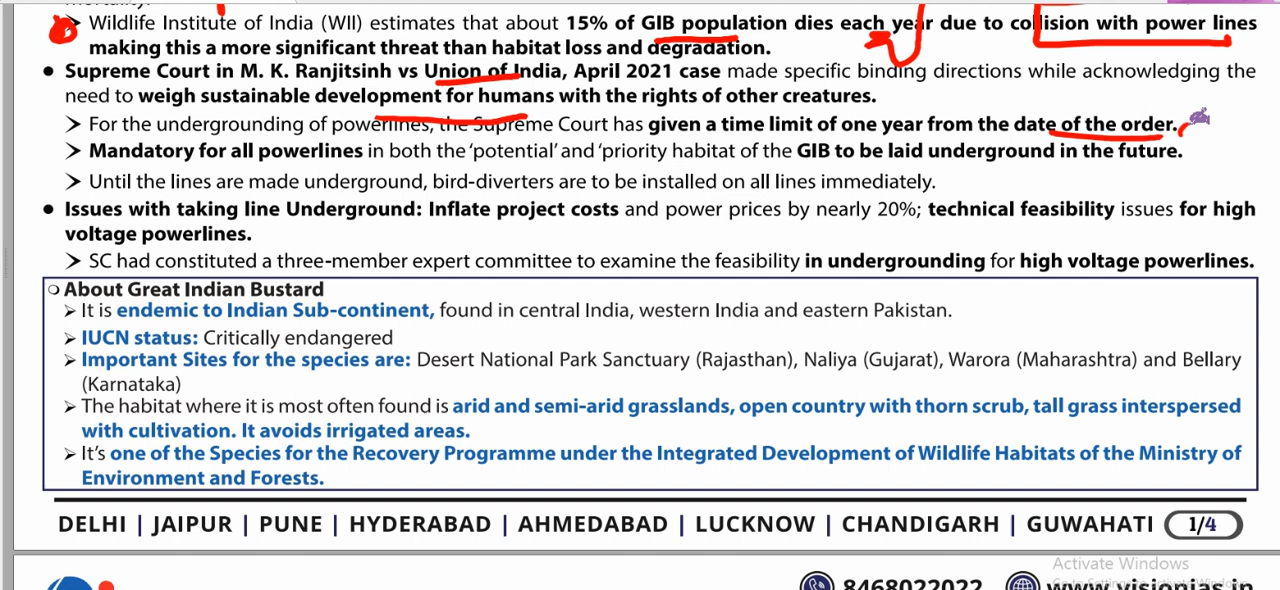 ➤ Wildlife Institute of India (WII) estimates that about 15% of GIB population dies each year due to collision with power lines
making this a more significant threat than habitat loss and degradation.
● Supreme Court in M. K. Ranjitsinh vs Union of India, April 2021 case made specific binding directions while acknowledging the
need to weigh sustainable development for humans with the rights of other creatures.
➤ For the undergrounding of powerlines, the Supreme Court has given a time limit of one year from the date of the order.
➤ Mandatory for all powerlines in both the 'potential' and 'priority habitat of the GIB to be laid underground in the future.
➤ Until the lines are made underground, bird-diverters are to be installed on all lines immediately.
● Issues with taking line Underground: Inflate project costs and power prices by nearly 20%; technical feasibility issues for high
voltage powerlines.
➤ SC had constituted a three-member expert committee to examine the feasibility in undergrounding for high voltage powerlines.
○ About Great Indian Bustard
➤ It is endemic to Indian Sub-continent, found in central India, western India and eastern Pakistan.
➤ IUCN status: Critically endangered
➤ Important Sites for the species are: Desert National Park Sanctuary (Rajasthan), Naliya (Gujarat), Warora (Maharashtra) and Bellary
(Karnataka)
➤ The habitat where it is most often found is arid and semi-arid grasslands, open country with thorn scrub, tall grass interspersed
with cultivation. It avoids irrigated areas.
➤ It's one of the Species for the Recovery Programme under the Integrated Development of Wildlife Habitats of the Ministry of
Environment and Forests.
DELHI | JAIPUR | PUNE | HYDERABAD | AHMEDABAD | LUCKNOW | CHANDIGARH | GUWAHATI 1/4
Activate Windows
8468022022 www.visionias.in